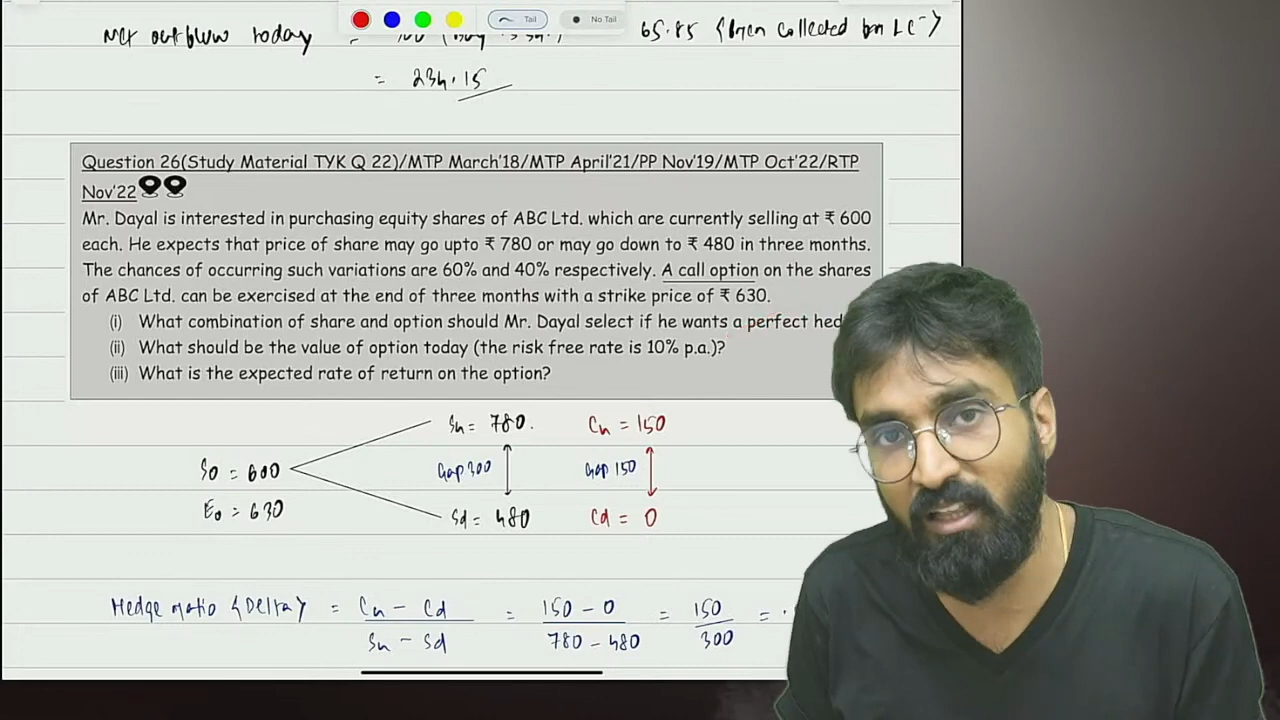 Tail
No Tail
Net outflow today = 65.85
= 234.15
Question 26(Study Material TYK Q 22)/MTP March'18/MTP April'21/PP Nov'19/MTP Oct'22/RTP
Nov'22
Mr. Dayal is interested in purchasing equity shares of ABC Ltd. which are currently selling at ₹ 600
each. He expects that price of share may go upto ₹ 780 or may go down to ₹ 480 in three months.
The chances of occurring such variations are 60% and 40% respectively. A call option on the shares
of ABC Ltd. can be exercised at the end of three months with a strike price of ₹ 630.
(i) What combination of share and option should Mr. Dayal select if he wants a perfect hed
(ii) What should be the value of option today (the risk free rate is 10% p.a.)?
(iii) What is the expected rate of return on the option?
Su = 780. Cu = 150
S0 = 600 Gap 300 Gap 150
E0 = 630 Sd = 480 Cd = 0
Hedge ratio {Delta} = Cu - Cd = 150 - 0 = 150 =
Su - Sd 780 - 480 300